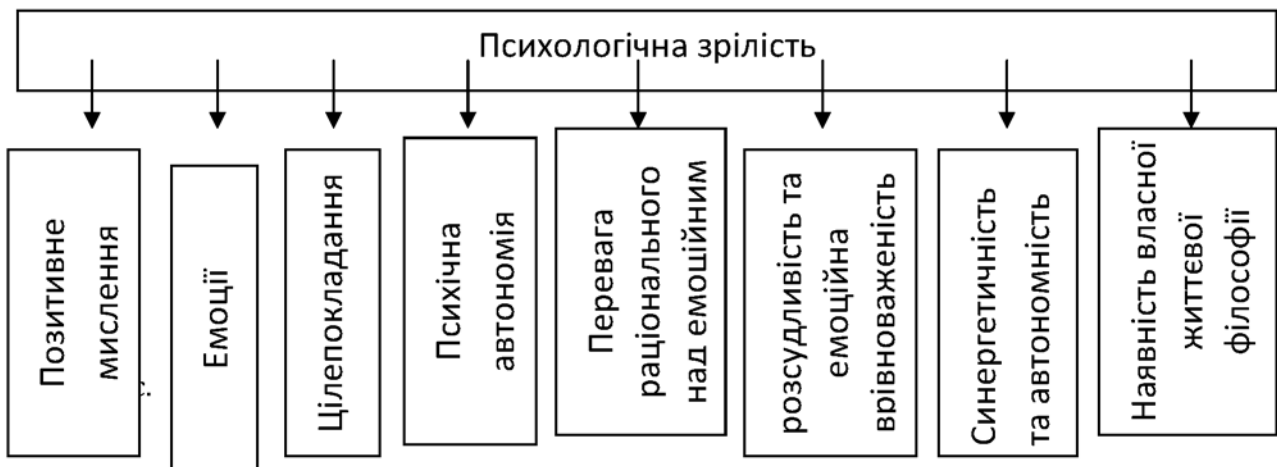 Психологічна зрілість
Позитивне
мислення
Емоції
Цілепокладання
Психічна
автономія
Перевага
раціонального
над емоційним
розсудливість та
емоційна
врівноваженість
Синергетичність
та автономність
Наявність власної
життєвої
філософії